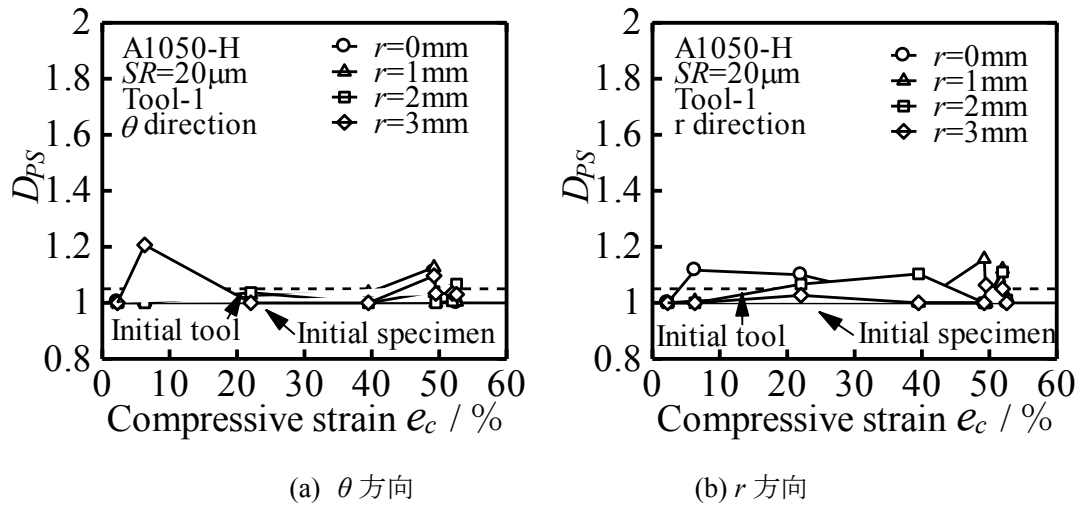 2
1.8
1.6
1.4
1.2
1
0.8
D_PS
A1050-H
SR=20μm
Tool-1
θ direction
r=0mm
r=1mm
r=2mm
r=3mm
Initial tool
Initial specimen
0 10 20 30 40 50 60
Compressive strain e_c / %
(a) θ 方向
2
1.8
1.6
1.4
1.2
1
0.8
D_PS
A1050-H
SR=20μm
Tool-1
r direction
r=0mm
r=1mm
r=2mm
r=3mm
Initial tool
Initial specimen
0 10 20 30 40 50 60
Compressive strain e_c / %
(b) r 方向